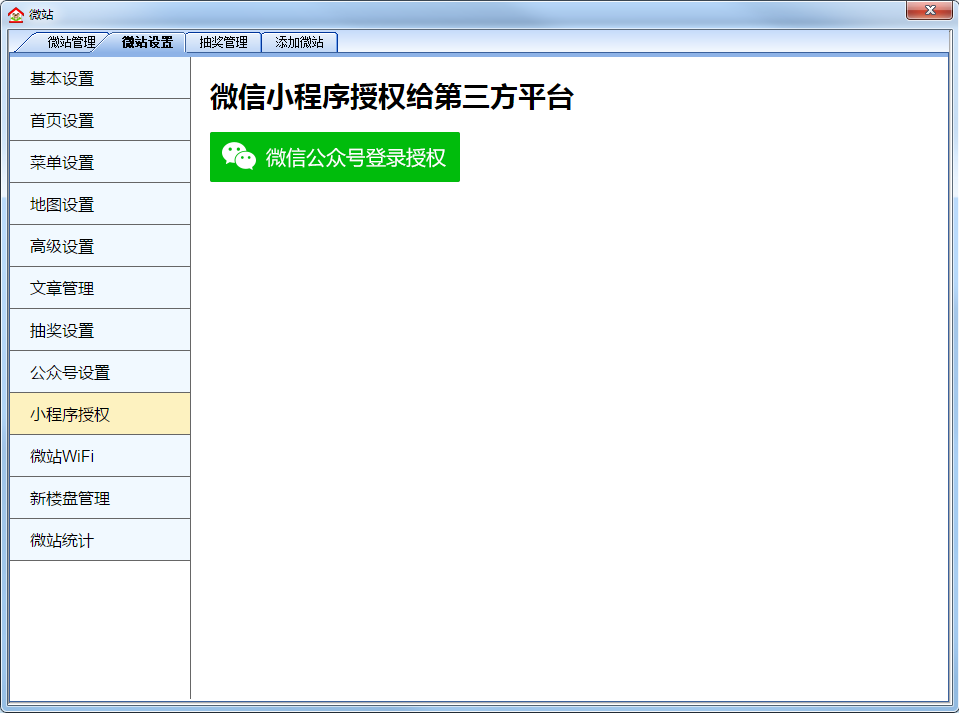 微站
微站管理 微站设置 抽奖管理 添加微站
基本设置
首页设置
菜单设置
地图设置
高级设置
文章管理
抽奖设置
公众号设置
小程序授权
微站WiFi
新楼盘管理
微站统计
微信小程序授权给第三方平台
微信公众号登录授权